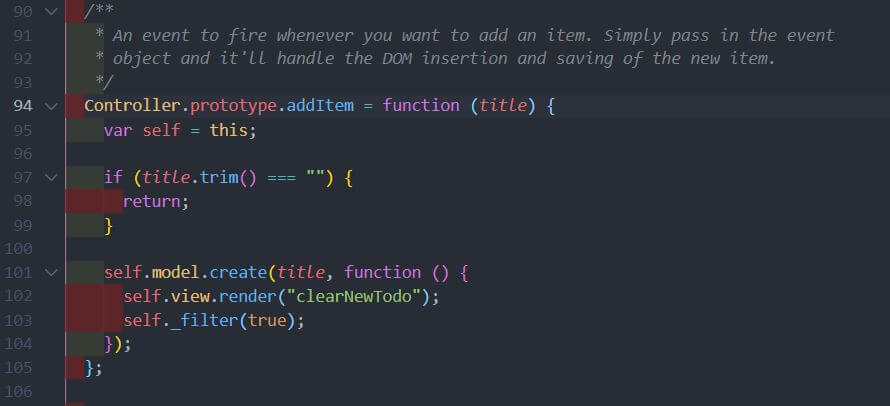 90 /**
91  * An event to fire whenever you want to add an item. Simply pass in the event
92  * object and it'll handle the DOM insertion and saving of the new item.
93  */
94 Controller.prototype.addItem = function (title) {
95   var self = this;
96
97   if (title.trim() === "") {
98     return;
99   }
100
101   self.model.create(title, function () {
102     self.view.render("clearNewTodo");
103     self._filter(true);
104   });
105 };
106